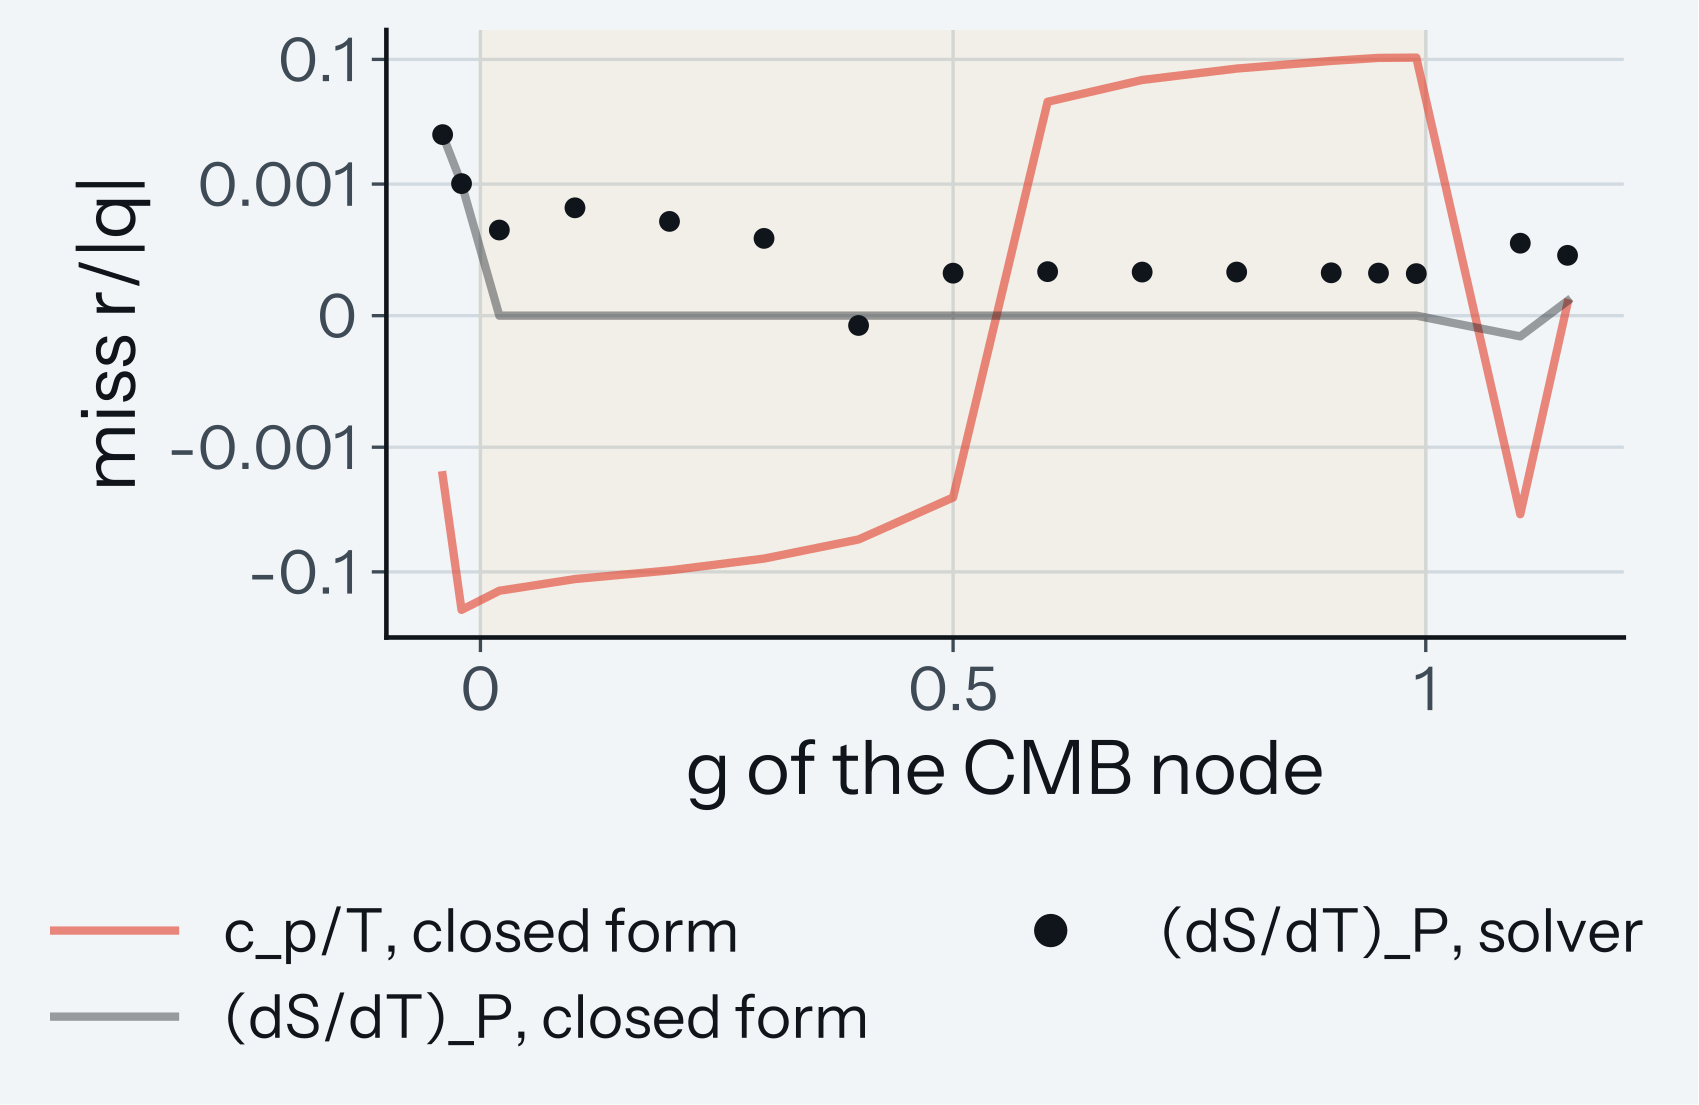 0.1
0.001
0
-0.001
-0.1
miss r/|q|
0
0.5
1
g of the CMB node
c_p/T, closed form
(dS/dT)_P, solver
(dS/dT)_P, closed form